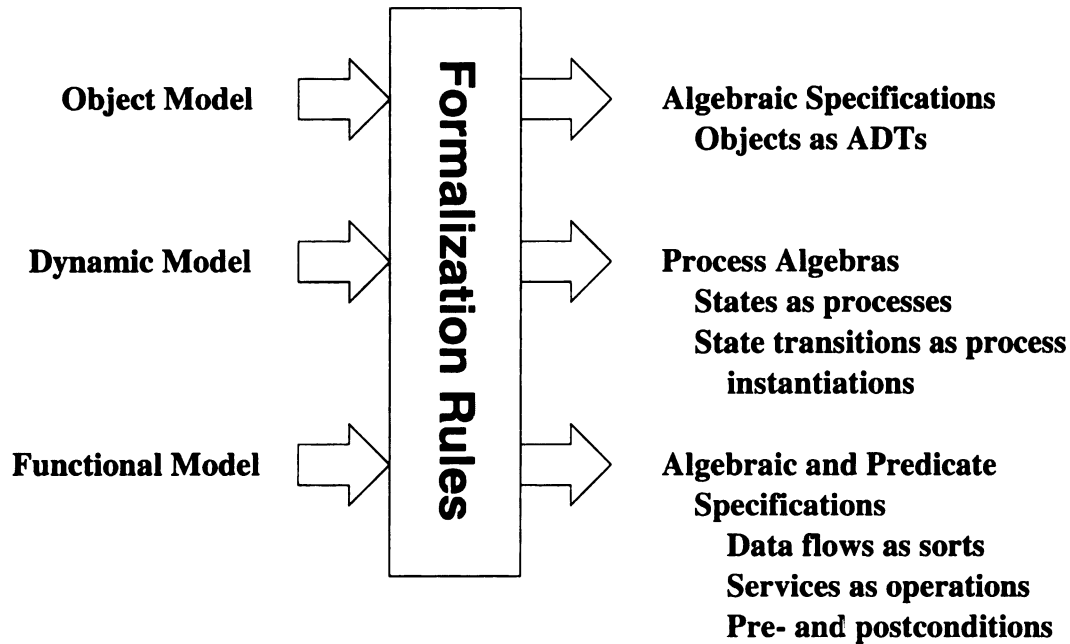 Object Model
Dynamic Model
Functional Model
Formalization Rules
Algebraic Specifications
Objects as ADTs
Process Algebras
States as processes
State transitions as process
instantiations
Algebraic and Predicate
Specifications
Data flows as sorts
Services as operations
Pre- and postconditions